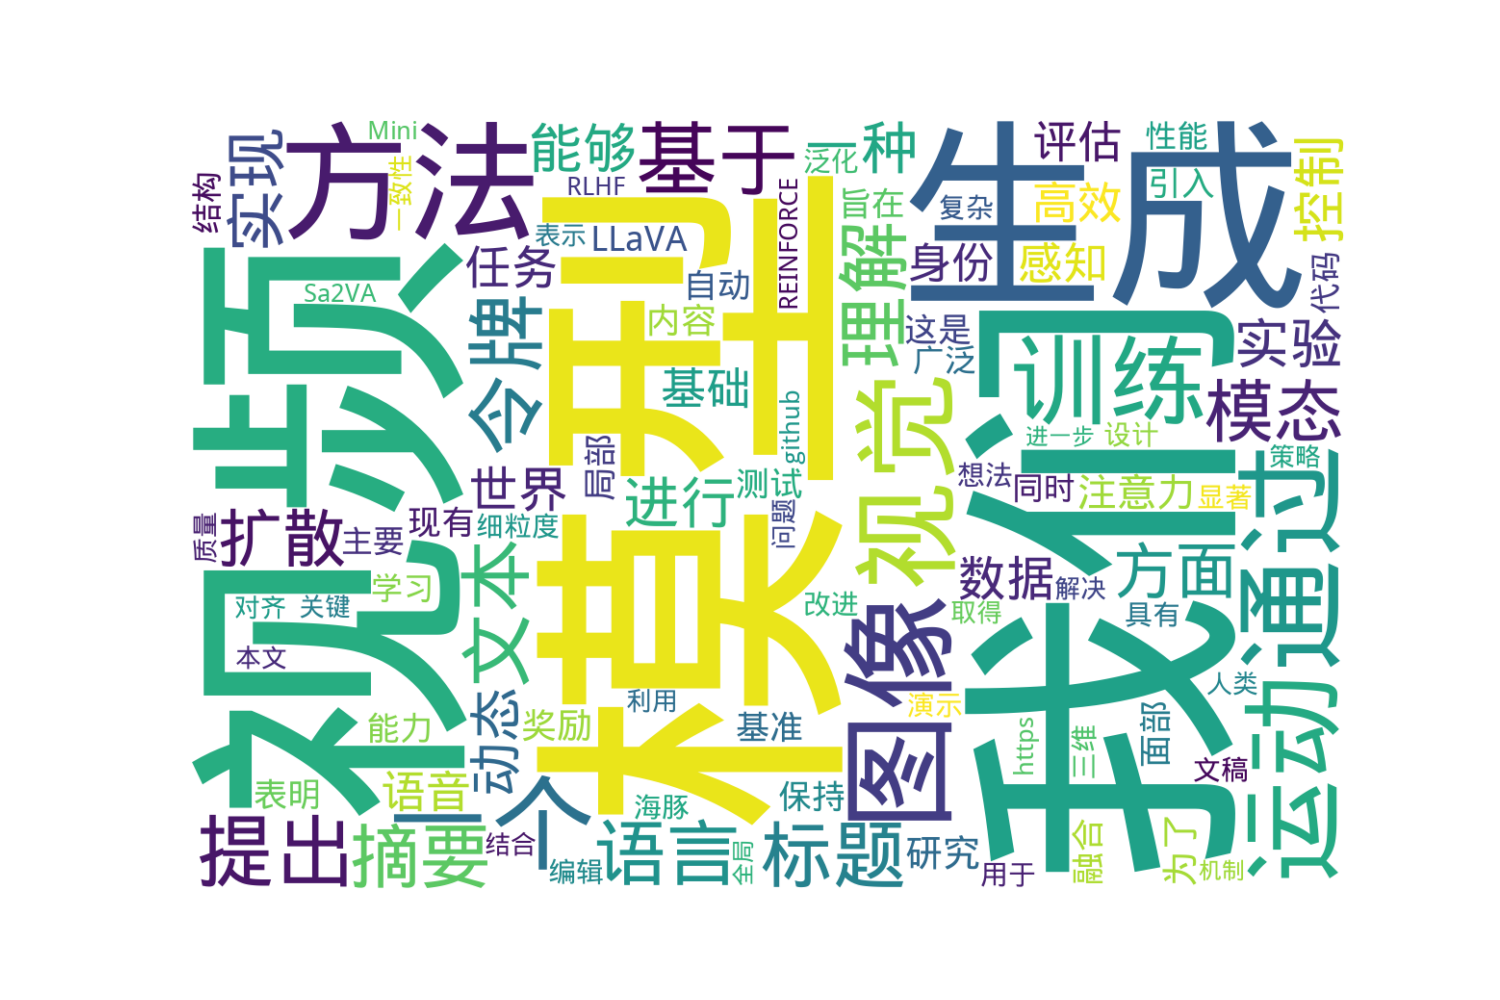 模型
视频
我们
生成
方法
图像
训练
视觉
通过
运动
基于
一种
能够
实现
Mini
一致性
结构
RLHF
泛化
评估
性能
引入
控制
高效
复杂
旨在
REINFORCE
表示
LLaVA
任务
自动
理解
身份
感知
代码
Sa2VA
内容
令牌
这是
广泛
实验
基础
模态
github
进一步
设计
策略
局部
世界
进行
测试
想法
同时
注意力
显著
质量
扩散
主要
现有
细粒度
问题
文本
数据
解决
方面
学习
对齐
关键
改进
取得
具有
本文
人类
利用
演示
能力
动态
奖励
基准
https
三维
面部
文稿
表明
语音
一个
海豚
保持
提出
摘要
结合
编辑
语言
全局
标题
研究
用于
融合
为了
机制